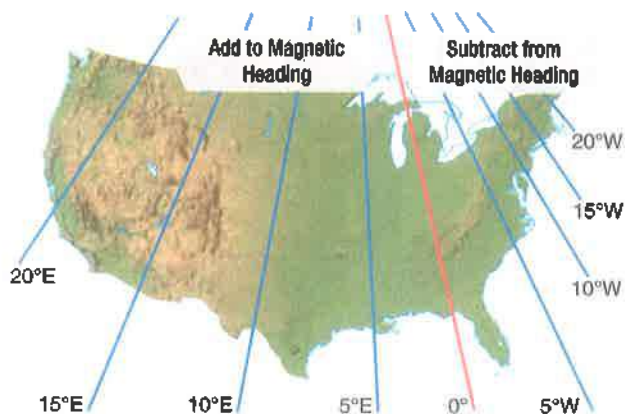 Add to Magnetic
Heading
Subtract from
Magnetic Heading
20°W
15°W
20°E
10°W
15°E
10°E
5°E
0°
5°W